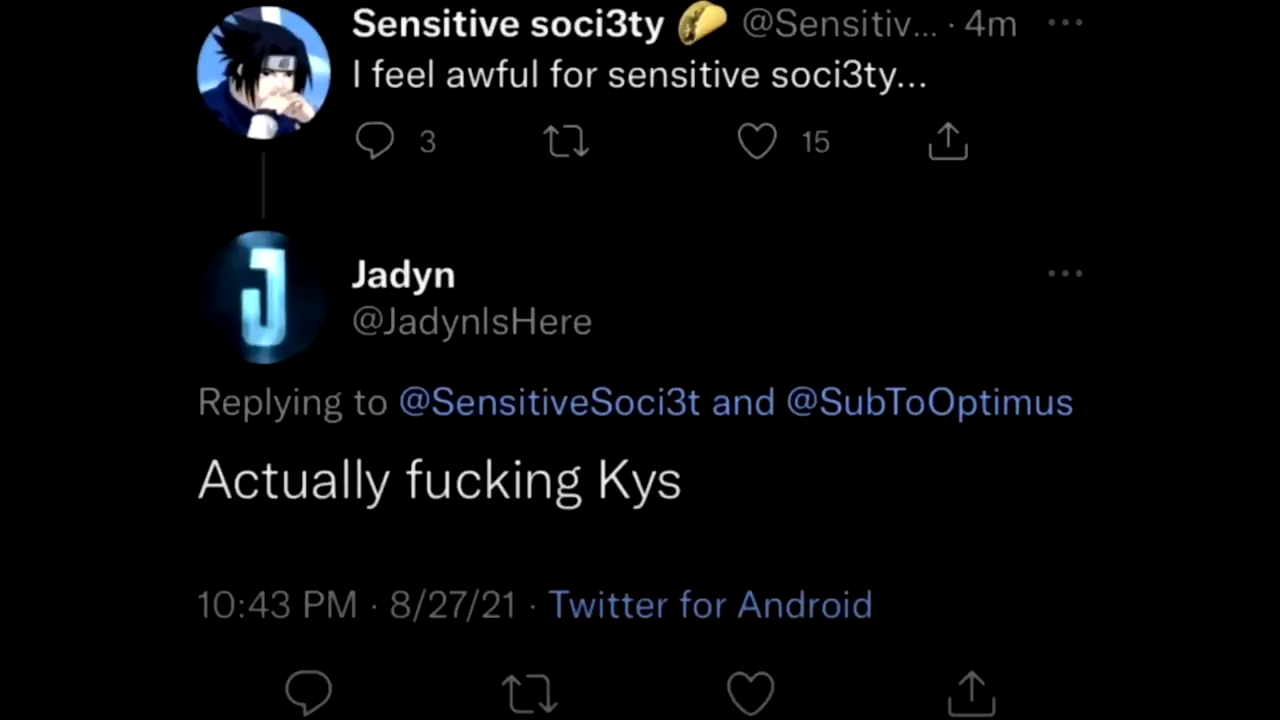 Sensitive soci3ty 🌮 @Sensitiv... · 4m
I feel awful for sensitive soci3ty...
3 15
J
Jadyn
@JadynIsHere
Replying to @SensitiveSoci3t and @SubToOptimus
Actually fucking Kys
10:43 PM · 8/27/21 · Twitter for Android